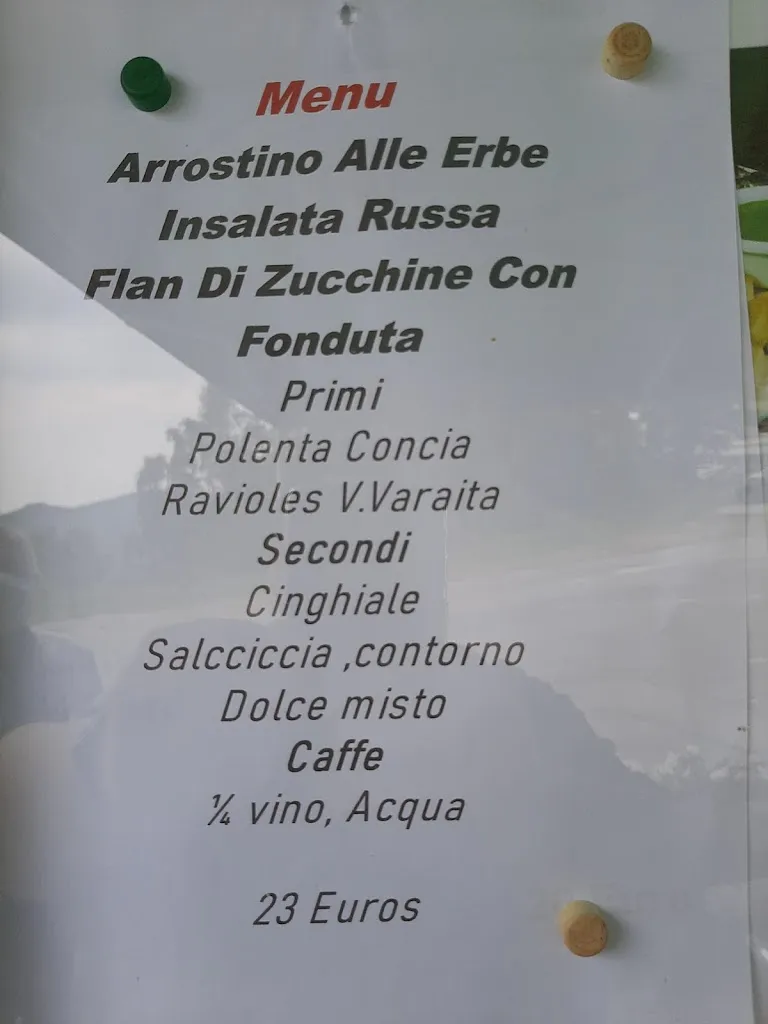 Menu
Arrostino Alle Erbe
Insalata Russa
Flan Di Zucchine Con
Fonduta
Primi
Polenta Concia
Ravioles V.Varaita
Secondi
Cinghiale
Salcciccia ,contorno
Dolce misto
Caffe
¼ vino, Acqua
23 Euros